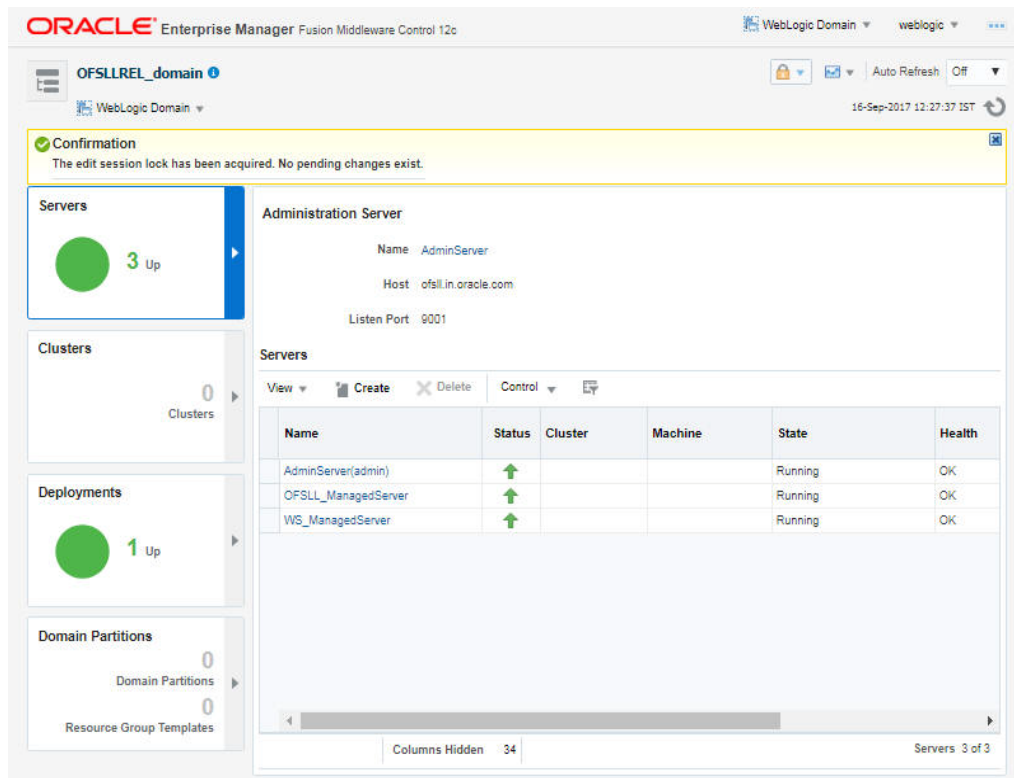 ORACLE Enterprise Manager Fusion Middleware Control 12c
WebLogic Domain weblogic
OFSLLREL_domain
Auto Refresh Off
WebLogic Domain
16-Sep-2017 12:27:37 IST
Confirmation
The edit session lock has been acquired. No pending changes exist.
Servers
3 Up
Clusters
0
Clusters
Deployments
1 Up
Domain Partitions
0
Domain Partitions
0
Resource Group Templates
Administration Server
Name AdminServer
Host ofsll.in.oracle.com
Listen Port 9001
Servers
View Create Delete Control
Name Status Cluster Machine State Health
AdminServer(admin) Running OK
OFSLL_ManagedServer Running OK
WS_ManagedServer Running OK
Columns Hidden 34
Servers 3 of 3